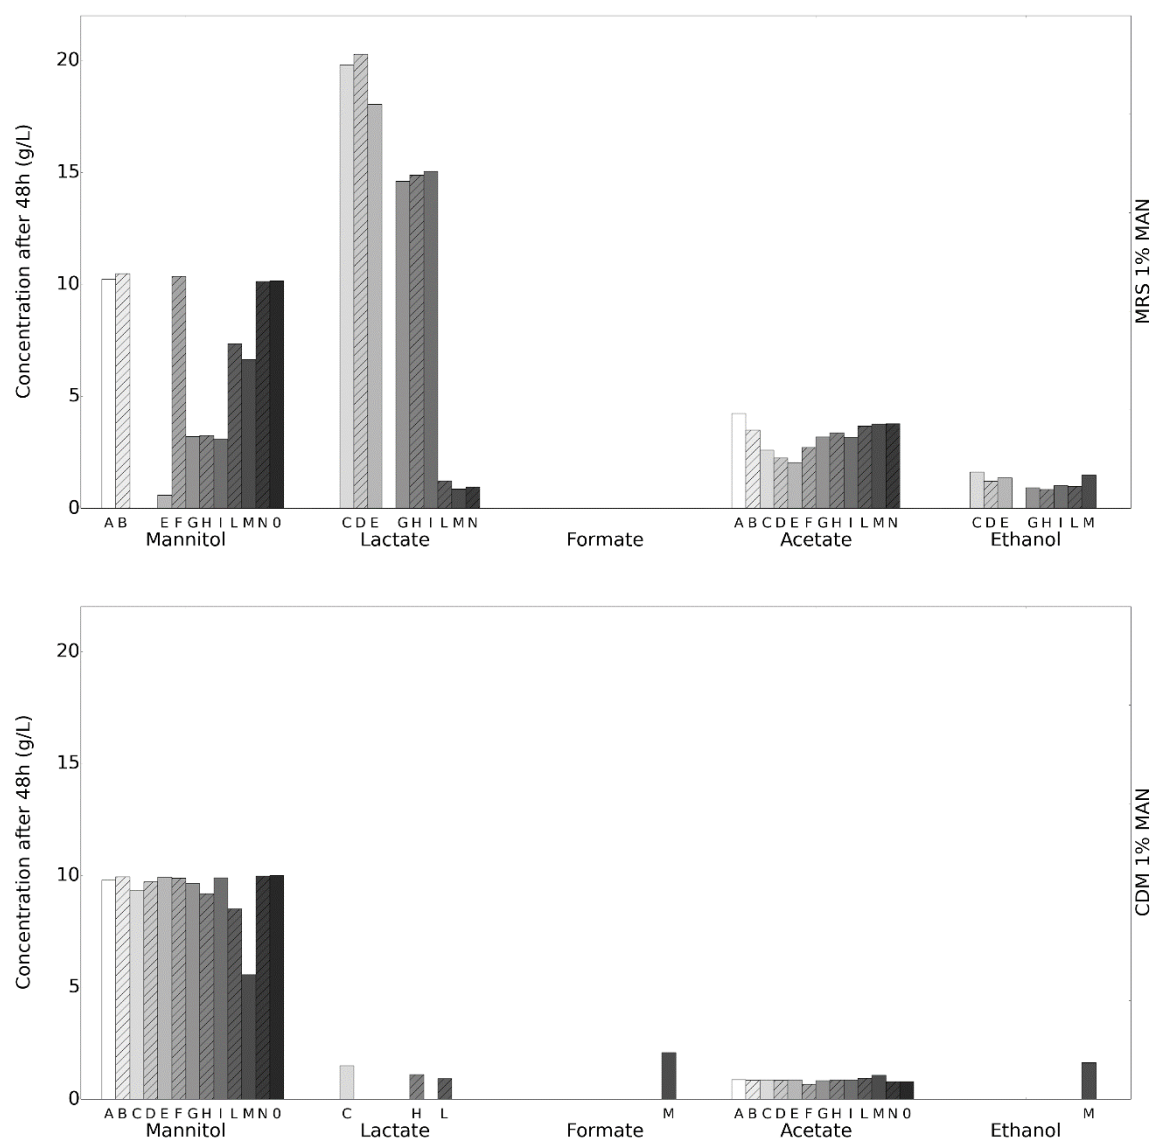 Concentration after 48h (g/L)
20
15
10
5
0
A B E F G H I L M N 0
C D E G H I L M N
A B C D E F G H I L M N
C D E G H I L M
Mannitol
Lactate
Formate
Acetate
Ethanol
MRS 1% MAN
Concentration after 48h (g/L)
20
15
10
5
0
A B C D E F G H I L M N 0
C H L
M
A B C D E F G H I L M N 0
M
Mannitol
Lactate
Formate
Acetate
Ethanol
CDM 1% MAN